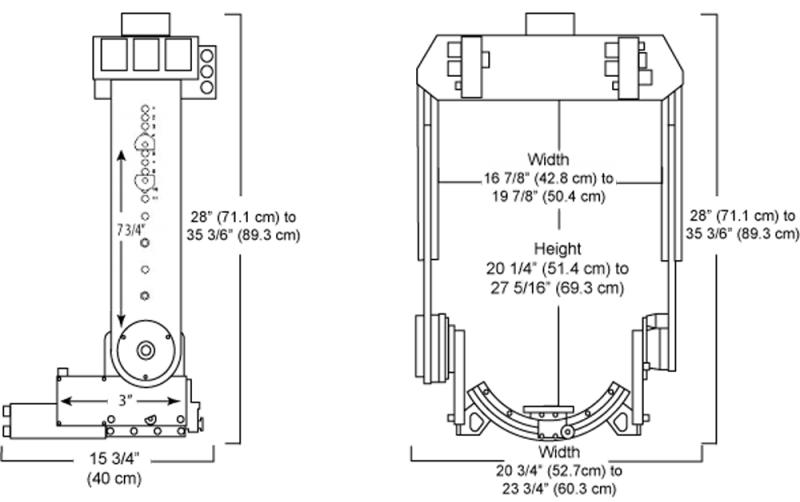 7 3/4”
28” (71.1 cm) to
35 3/6” (89.3 cm)
3”
15 3/4”
(40 cm)
Width
16 7/8” (42.8 cm) to
19 7/8” (50.4 cm)
Height
20 1/4” (51.4 cm) to
27 5/16” (69.3 cm)
28” (71.1 cm) to
35 3/6” (89.3 cm)
Width
20 3/4” (52.7cm) to
23 3/4” (60.3 cm)